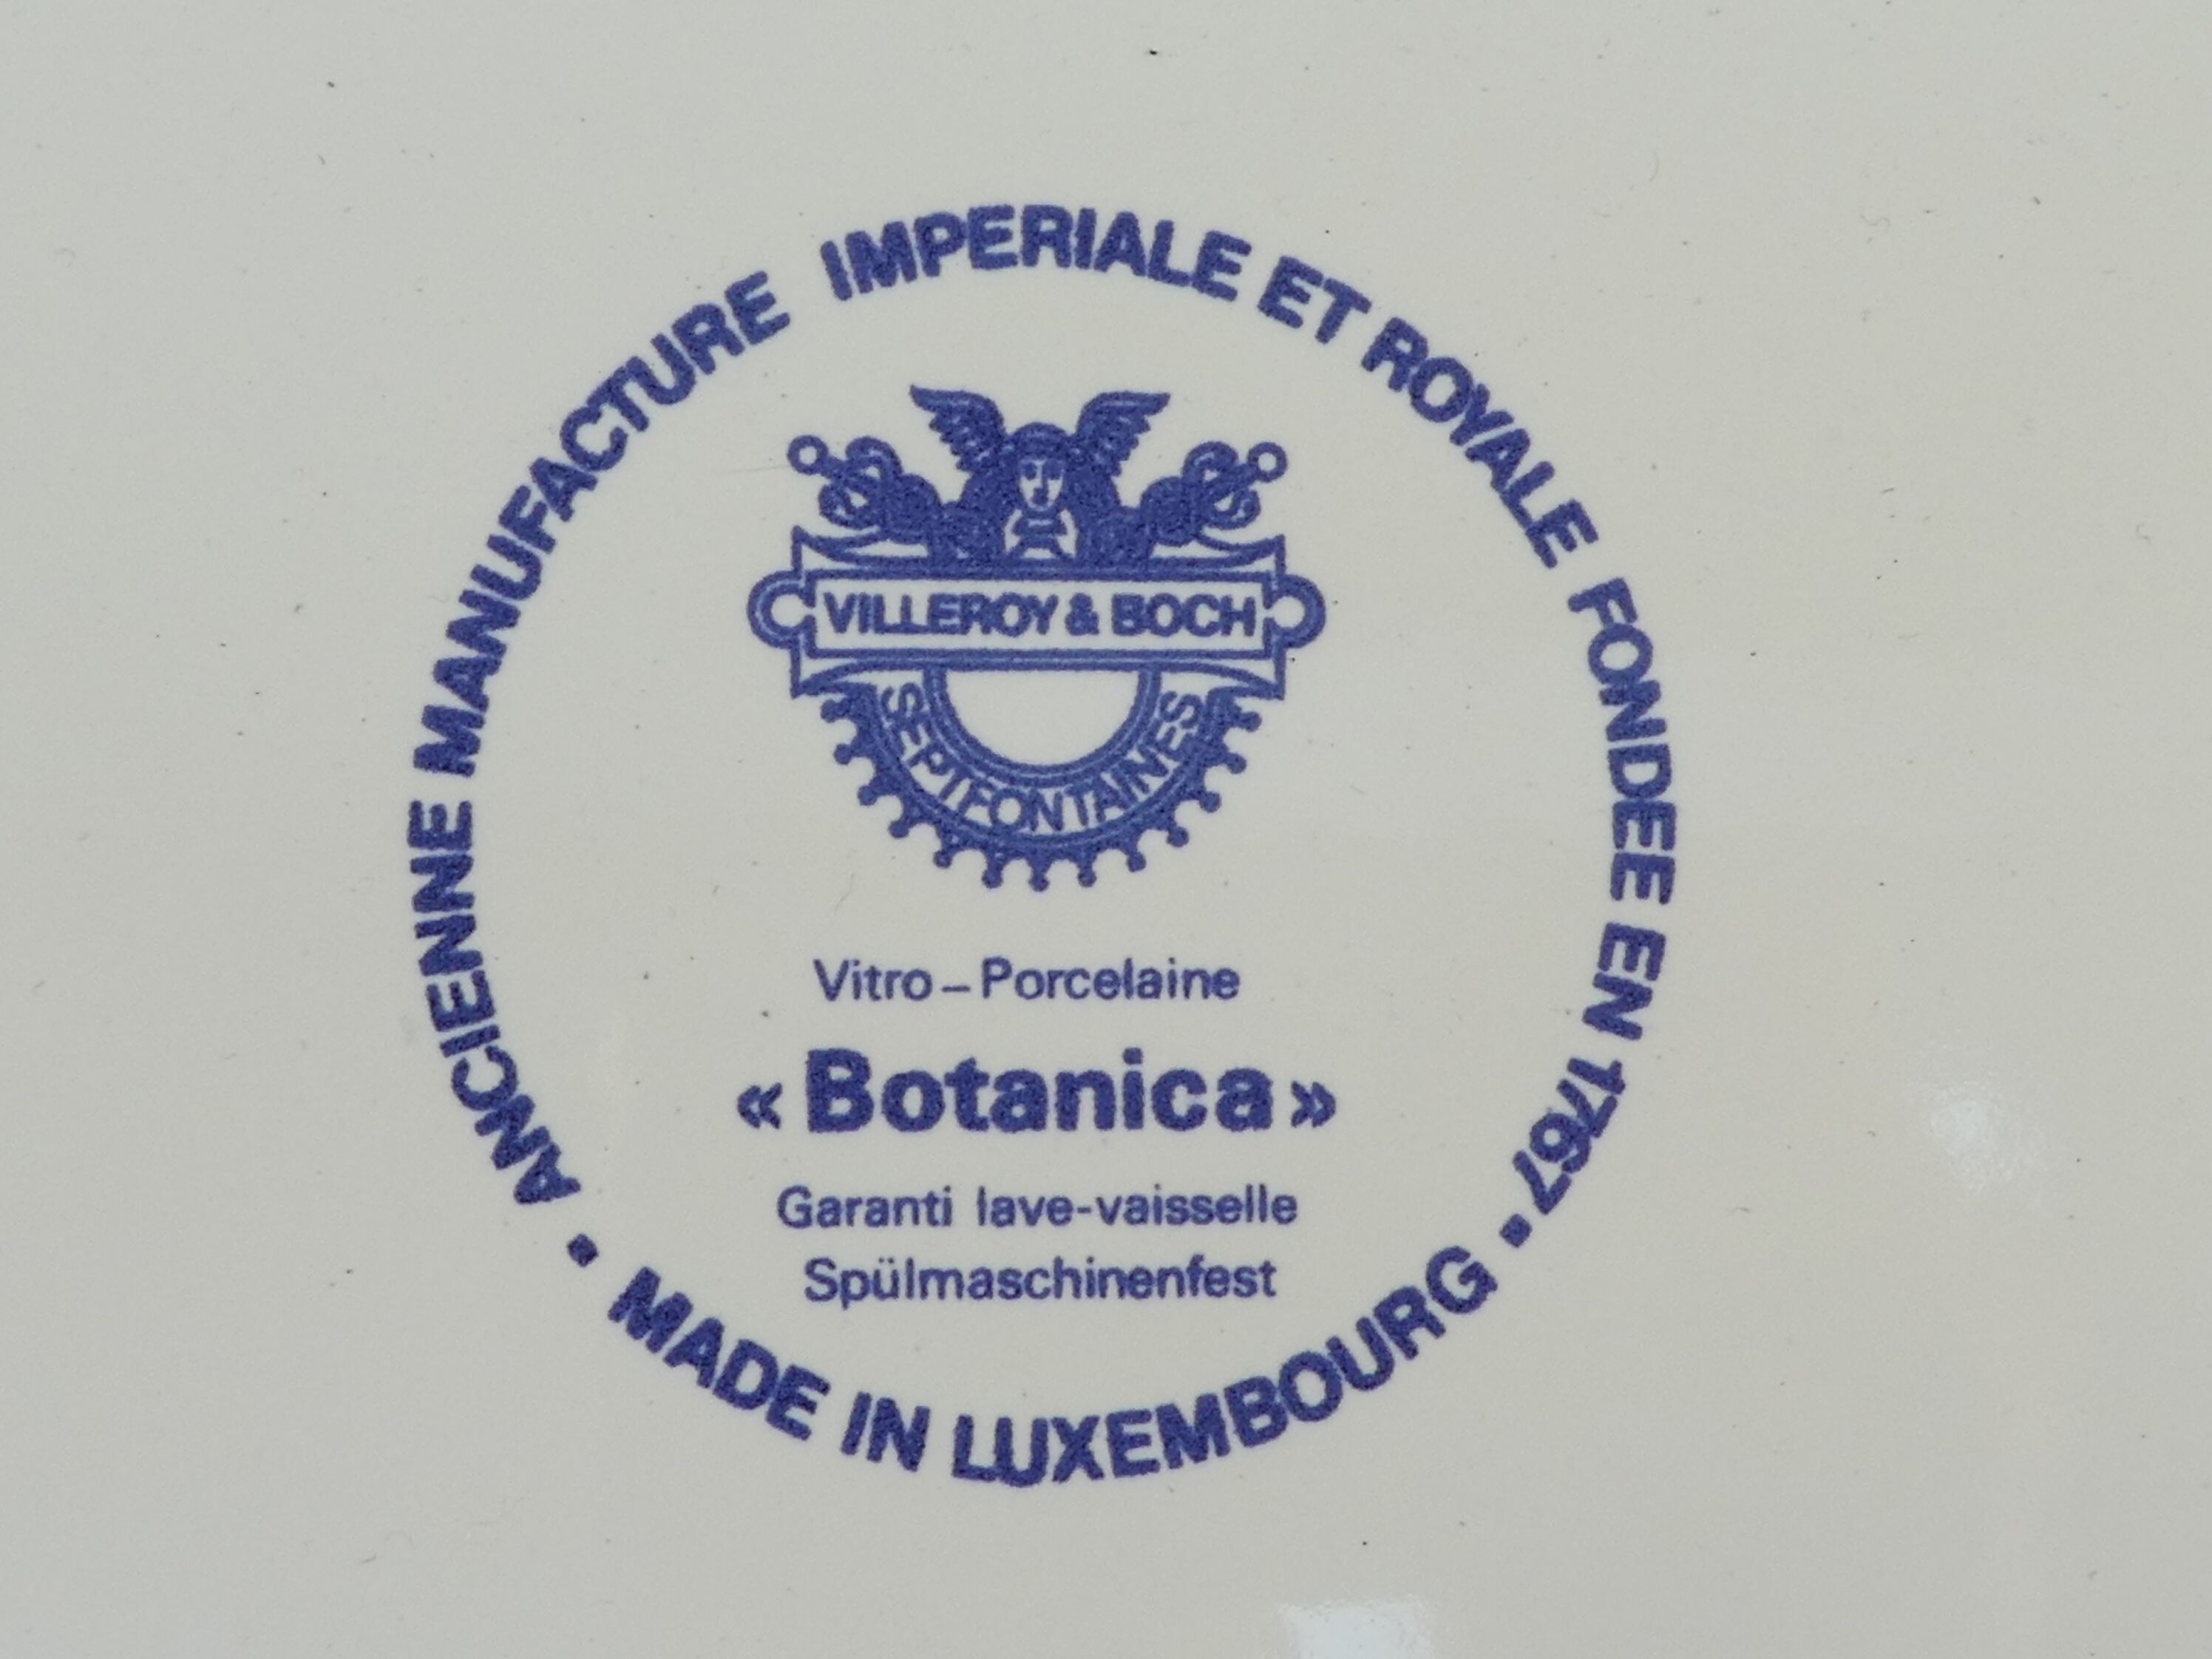 ANCIENNE MANUFACTURE IMPERIALE ET ROYALE FONDEE EN 1767 •
VILLEROY & BOCH
SEPTFONTAINES
Vitro – Porcelaine
« Botanica »
Garanti lave-vaisselle
Spülmaschinenfest
• MADE IN LUXEMBOURG